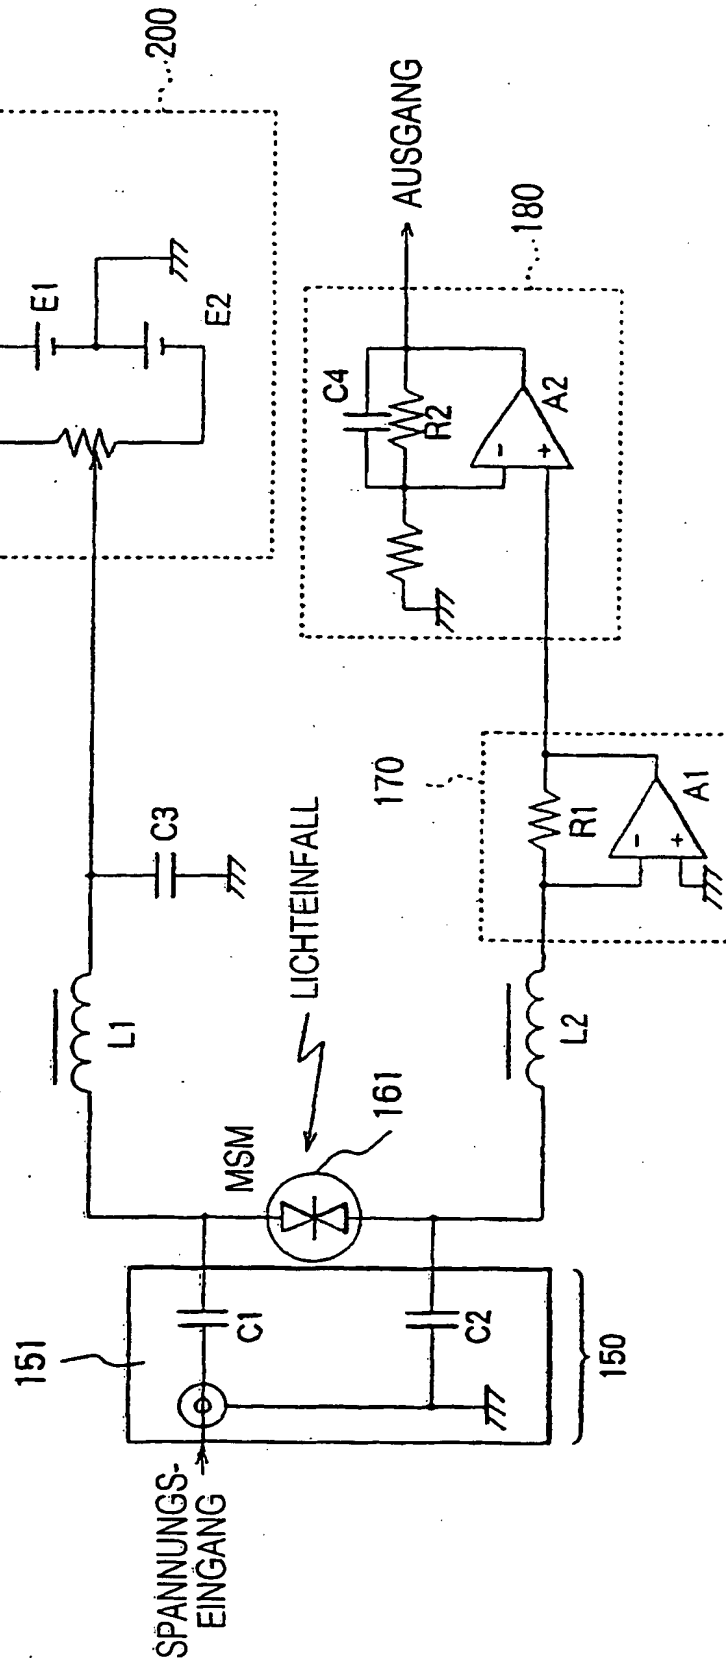 SPANNUNGS-
EINGANG
151
C1
C2
150
MSM
161
LICHTEINFALL
L1
C3
L2
170
R1
-
+
A1
180
C4
R2
-
+
A2
AUSGANG
200
E1
E2